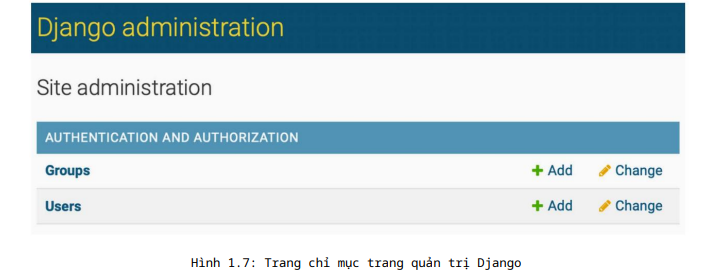 Django administration
Site administration
AUTHENTICATION AND AUTHORIZATION
Groups Add Change
Users Add Change
Hình 1.7: Trang chỉ mục trang quản trị Django